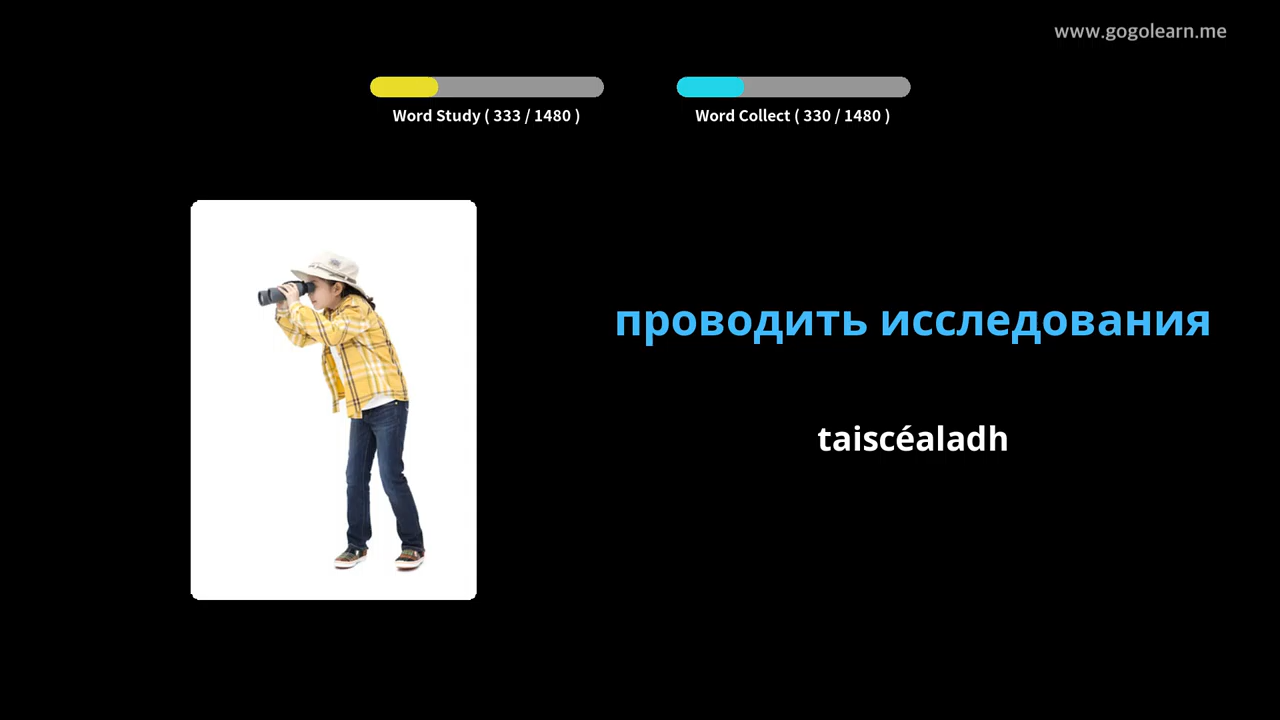 www.gogolearn.me
Word Study ( 333 / 1480 )
Word Collect ( 330 / 1480 )
проводить исследования
taiscéaladh